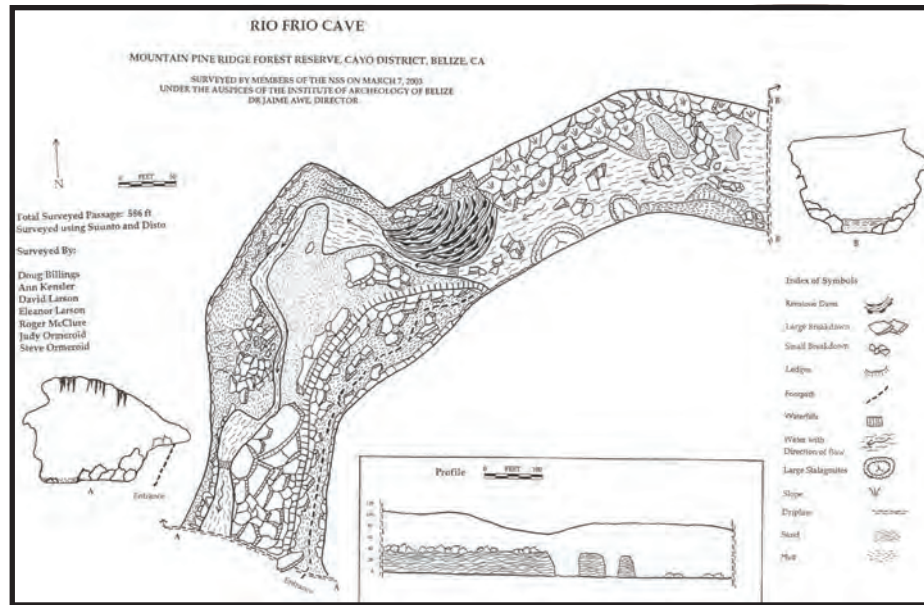 RIO FRIO CAVE
MOUNTAIN PINE RIDGE FOREST RESERVE, CAYO DISTRICT, BELIZE, CA
SURVEYED BY MEMBERS OF THE NSS ON MARCH 7, 2003
UNDER THE AUSPICES OF THE INSTITUTE OF ARCHEOLOGY OF BELIZE
DR JAIME AWE, DIRECTOR
N
0 FEET 50
Total Surveyed Passage: 586 ft
Surveyed using Suunto and Disto
Surveyed By:
Doug Billings
Ann Kensler
David Larson
Eleanor Larson
Roger McClure
Judy Ormeroid
Steve Ormeroid
A
Entrance
A
Entrance
A
B
B
B
Index of Symbols
Rimstone Dams
Large Breakdown
Small Breakdown
Ledges
Footpath
Waterfalls
Water with
Direction of flow
Large Stalagmites
Slope
Dripline
Sand
Mud
Profile
0 FEET 100